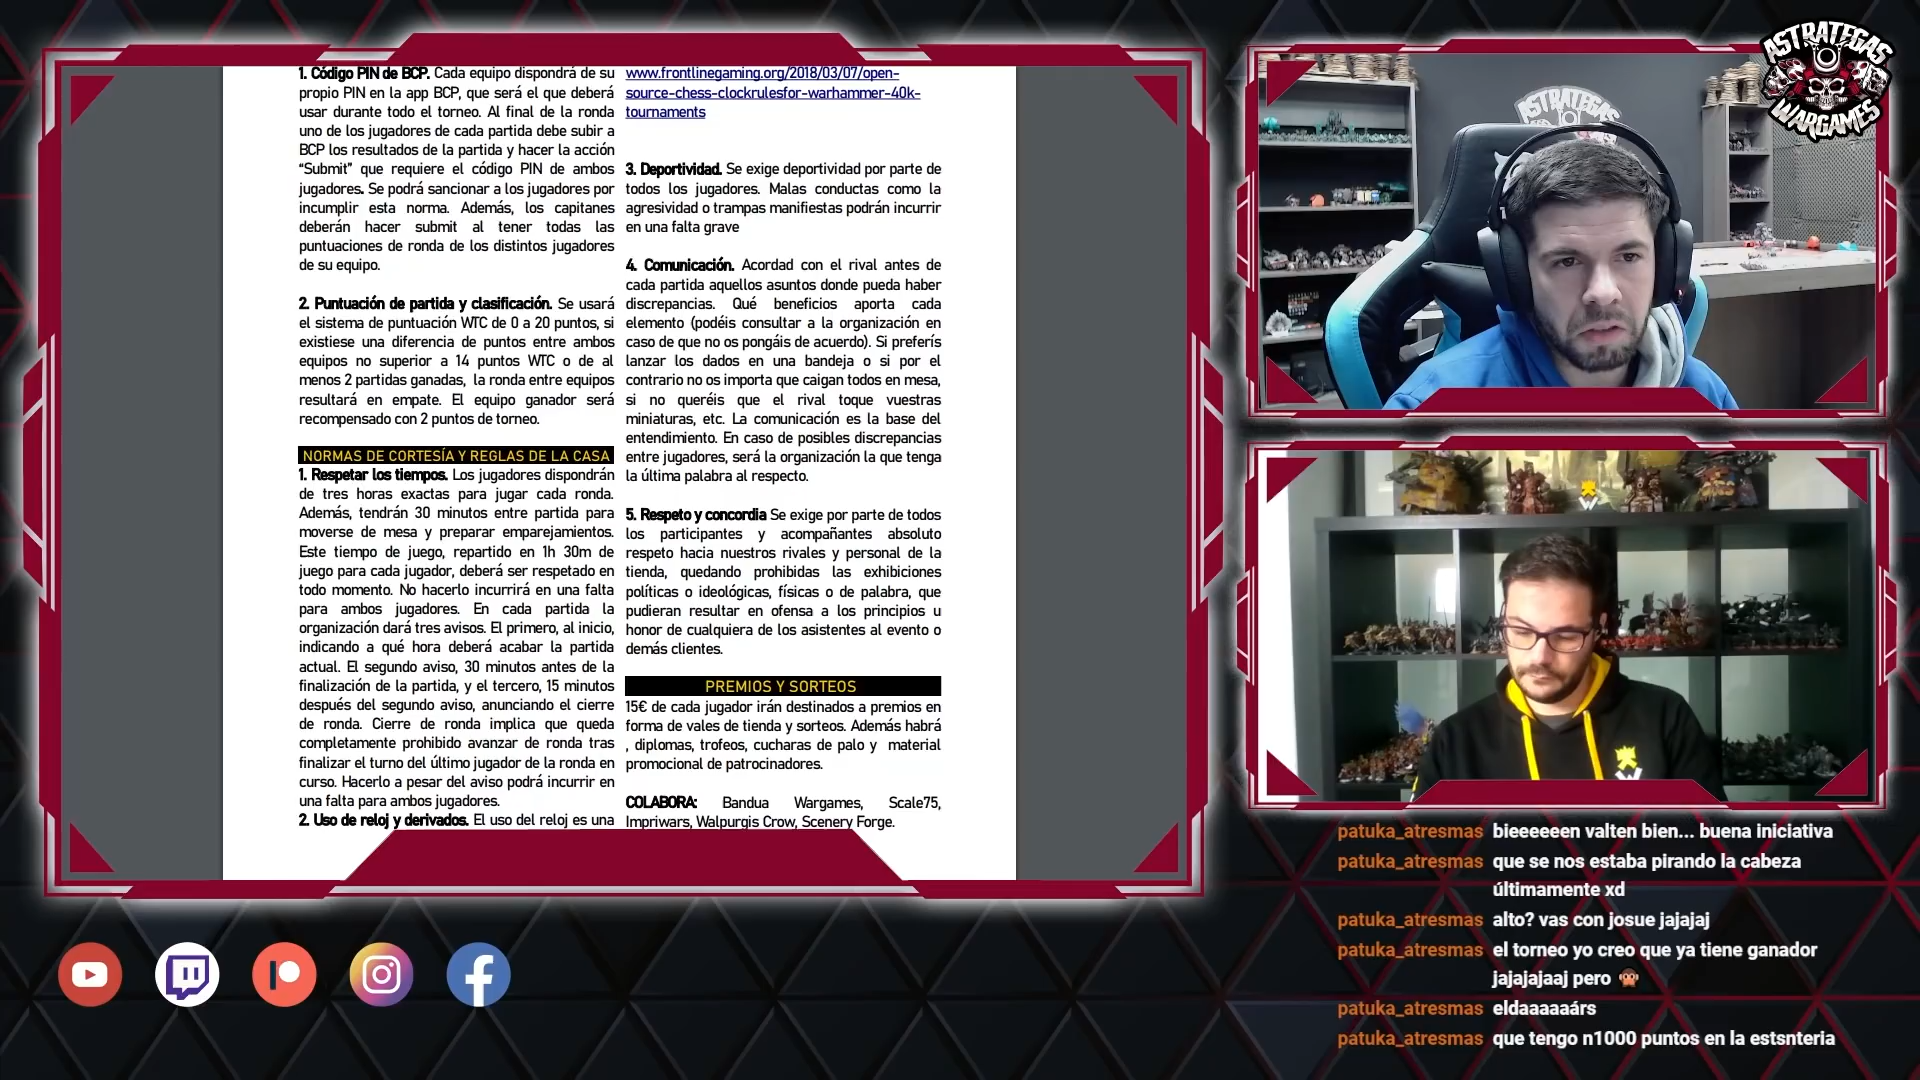 1. Código PIN de BCP. Cada equipo dispondrá de su
propio PIN en la app BCP, que será el que deberá
usar durante todo el torneo. Al final de la ronda
uno de los jugadores de cada partida debe subir a
BCP los resultados de la partida y hacer la acción
“Submit” que requiere el código PIN de ambos
jugadores. Se podrá sancionar a los jugadores por
incumplir esta norma. Además, los capitanes
deberán hacer submit al tener todas las
puntuaciones de ronda de los distintos jugadores
de su equipo.
2. Puntuación de partida y clasificación. Se usará
el sistema de puntuación WTC de 0 a 20 puntos, si
existiese una diferencia de puntos entre ambos
equipos no superior a 14 puntos WTC o de al
menos 2 partidas ganadas, la ronda entre equipos
resultará en empate. El equipo ganador será
recompensado con 2 puntos de torneo.
NORMAS DE CORTESÍA Y REGLAS DE LA CASA
1. Respetar los tiempos. Los jugadores dispondrán
de tres horas exactas para jugar cada ronda.
Además, tendrán 30 minutos entre partida para
moverse de mesa y preparar emparejamientos.
Este tiempo de juego, repartido en 1h 30m de
juego para cada jugador, deberá ser respetado en
todo momento. No hacerlo incurrirá en una falta
para ambos jugadores. En cada partida la
organización dará tres avisos. El primero, al inicio,
indicando a qué hora deberá acabar la partida
actual. El segundo aviso, 30 minutos antes de la
finalización de la partida, y el tercero, 15 minutos
después del segundo aviso, anunciando el cierre
de ronda. Cierre de ronda implica que queda
completamente prohibido avanzar de ronda tras
finalizar el turno del último jugador de la ronda en
curso. Hacerlo a pesar del aviso podrá incurrir en
una falta para ambos jugadores.
2. Uso de reloj y derivados. El uso del reloj es una
www.frontlinegaming.org/2018/03/07/open-
source-chess-clockrulesfor-warhammer-40k-
tournaments
3. Deportividad. Se exige deportividad por parte de
todos los jugadores. Malas conductas como la
agresividad o trampas manifiestas podrán incurrir
en una falta grave
4. Comunicación. Acordad con el rival antes de
cada partida aquellos asuntos donde pueda haber
discrepancias. Qué beneficios aporta cada
elemento (podéis consultar a la organización en
caso de que no os pongáis de acuerdo). Si preferís
lanzar los dados en una bandeja o si por el
contrario no os importa que caigan todos en mesa,
si no queréis que el rival toque vuestras
miniaturas, etc. La comunicación es la base del
entendimiento. En caso de posibles discrepancias
entre jugadores, será la organización la que tenga
la última palabra al respecto.
5. Respeto y concordia Se exige por parte de todos
los participantes y acompañantes absoluto
respeto hacia nuestros rivales y personal de la
tienda, quedando prohibidas las exhibiciones
políticas o ideológicas, físicas o de palabra, que
pudieran resultar en ofensa a los principios u
honor de cualquiera de los asistentes al evento o
demás clientes.
PREMIOS Y SORTEOS
15€ de cada jugador irán destinados a premios en
forma de vales de tienda y sorteos. Además habrá
, diplomas, trofeos, cucharas de palo y material
promocional de patrocinadores.
COLABORA: Bandua Wargames, Scale75,
Impriwars, Walpurgis Crow, Scenery Forge.
ASTRATEGAS
WARGAMES
ASTRATEGAS
patuka_atresmas bieeeeeen valten bien... buena iniciativa
patuka_atresmas que se nos estaba pirando la cabeza
últimamente xd
patuka_atresmas alto? vas con josue jajajaj
patuka_atresmas el torneo yo creo que ya tiene ganador
jajajajaaj pero 🙊
patuka_atresmas eldaaaaaárs
patuka_atresmas que tengo n1000 puntos en la estsnteria